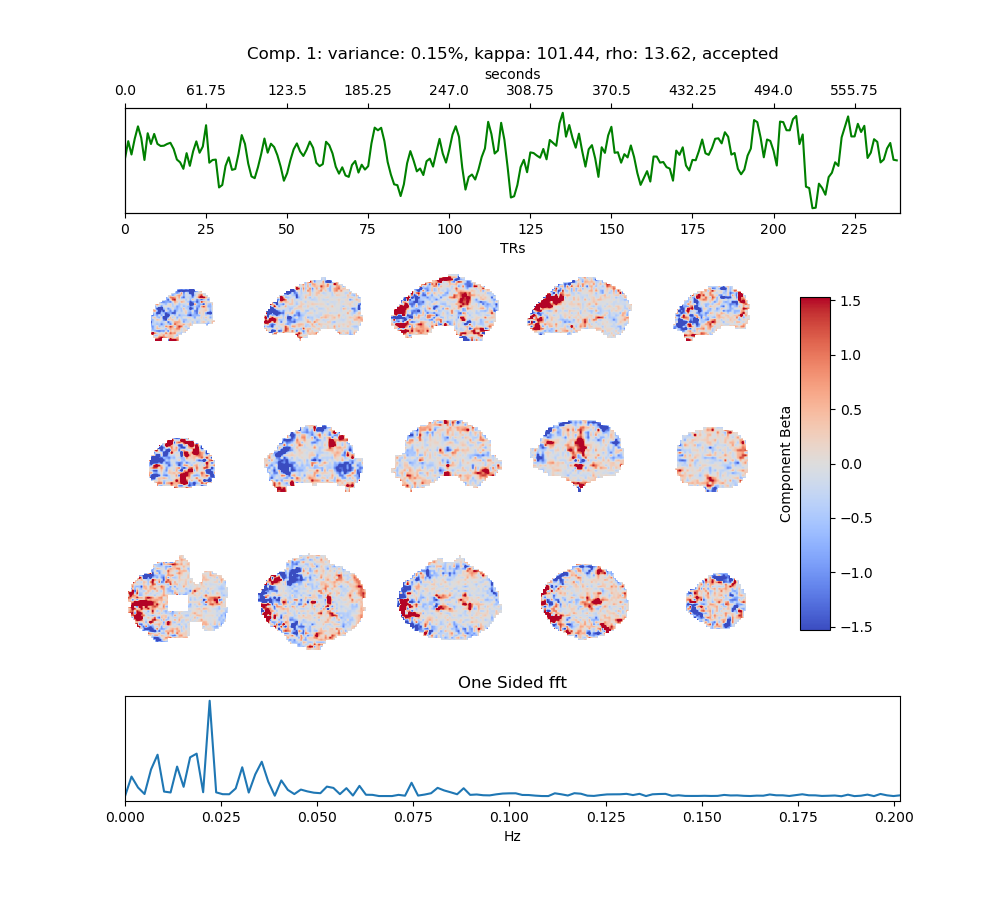 Comp. 1: variance: 0.15%, kappa: 101.44, rho: 13.62, accepted
seconds
0.0 61.75 123.5 185.25 247.0 308.75 370.5 432.25 494.0 555.75
0 25 50 75 100 125 150 175 200 225
TRs
1.5
1.0
0.5
0.0
−0.5
−1.0
−1.5
Component Beta
One Sided fft
0.000 0.025 0.050 0.075 0.100 0.125 0.150 0.175 0.200
Hz